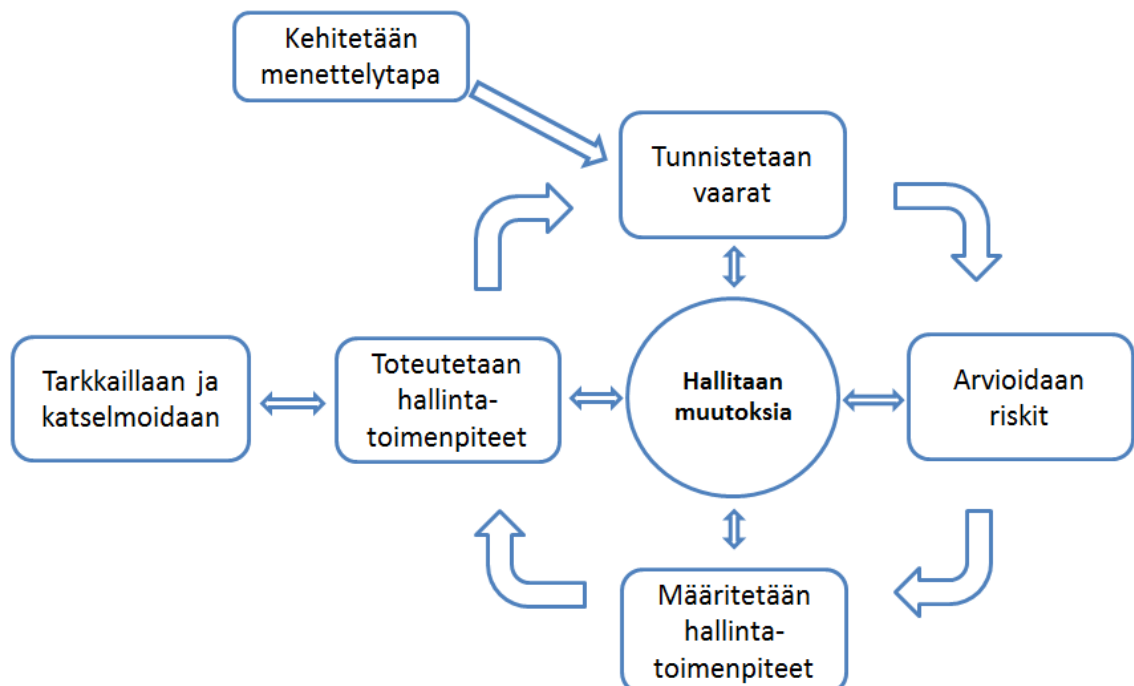 Kehitetään
menettelytapa
Tunnistetaan
vaarat
Tarkkaillaan ja
katselmoidaan
Toteutetaan
hallinta-
toimenpiteet
Hallitaan
muutoksia
Arvioidaan
riskit
Määritetään
hallinta-
toimenpiteet